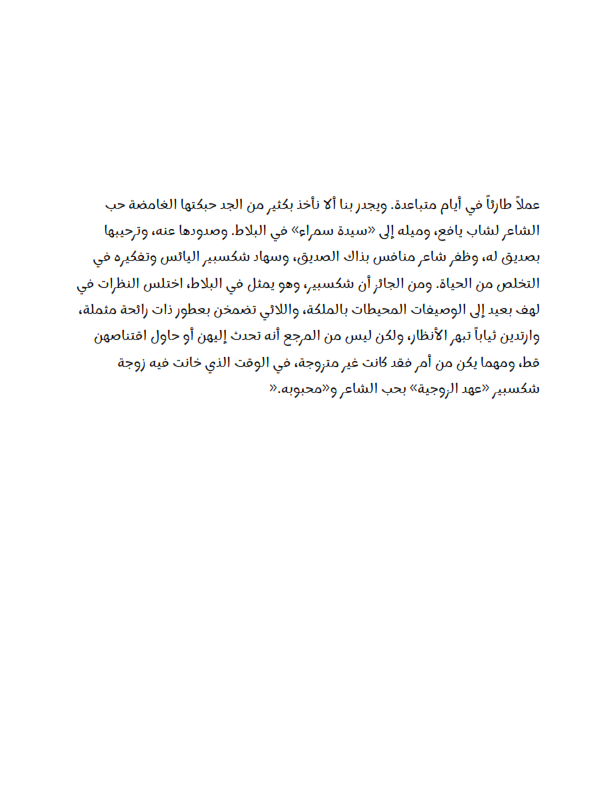 عملاً طارئاً في أيام متباعدة. ويجدر بنا ألا نأخذ بكثير من الجد حبكتها الغامضة حب
الشاعر لشاب يافع، وميله إلى «سيدة سمراء» في البلاط. وصدودها عنه، وترحيبها
بصديق له، وظفر شاعر منافس بذاك الصديق، وسهاد شكسبير اليائس وتفكيره في
التخلص من الحياة. ومن الجائز أن شكسبير، وهو يمثل في البلاط، اختلس النظرات في
لهف بعيد إلى الوصيفات المحيطات بالملكة، واللائي تضمخن بعطور ذات رائحة مثملة،
وارتدين ثياباً تبهر الأنظار، ولكن ليس من المرجع أنه تحدث إليهن أو حاول اقتناصهن
قط، ومهما يكن من أمر فقد كانت غير متزوجة، في الوقت الذي خانت فيه زوجة
شكسبير «عهد الزوجية» بحب الشاعر و«محبوبه.»